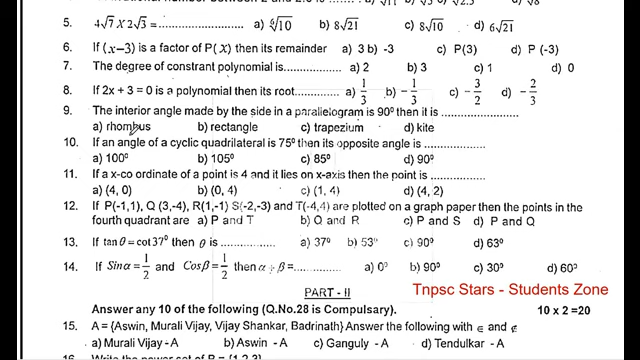 5. 4√7 X 2√3 = ........................ a) ∜10 b) 8√21 c) 8√10 d) 6√21
6. If (x−3) is a factor of P(x) then its remainder a) 3 b) -3 c) P(3) d) P (-3)
7. The degree of constrant polynomial is................ a) 2 b) 3 c) 1 d) 0
8. If 2x + 3 = 0 is a polynomial then its root............. a) 1/3 b) - 1/3 c) - 3/2 d) - 2/3
9. The interior angle made by the side in a parallelogram is 90⁰ then it is ......................
a) rhombus b) rectangle c) trapezium d) kite
10. If an angle of a cyclic quadrilateral is 75⁰ then its opposite angle is ..................
a) 100⁰ b) 105⁰ c) 85⁰ d) 90⁰
11. If a x-co ordinate of a point is 4 and it lies on x-axis then the point is ................
a) (4, 0) b) (0, 4) c) (1, 4) d) (4, 2)
12. If P(-1,1), Q (3,-4), R(1,-1) S(-2,-3) and T(-4,4) are plotted on a graph paper then the points in the
fourth quadrant are a) P and T b) Q and R c) P and S d) P and Q
13. If tan θ = cot 37⁰ then θ is ................ a) 37⁰ b) 53⁰ c) 90⁰ d) 63⁰
14. If Sinα = 1/2 and Cosβ = 1/2 then α + β = .............. a) 0⁰ b) 90⁰ c) 30⁰ d) 60⁰
PART - II
Tnpsc Stars - Students Zone
Answer any 10 of the following (Q.No.28 is Compulsary). 10 x 2 =20
15. A = {Aswin, Murali Vijay, Vijay Shankar, Badrinath} Answer the following with ∈ and ∉
a) Murali Vijay - A b) Aswin - A c) Ganguly - A d) Tendulkar - A